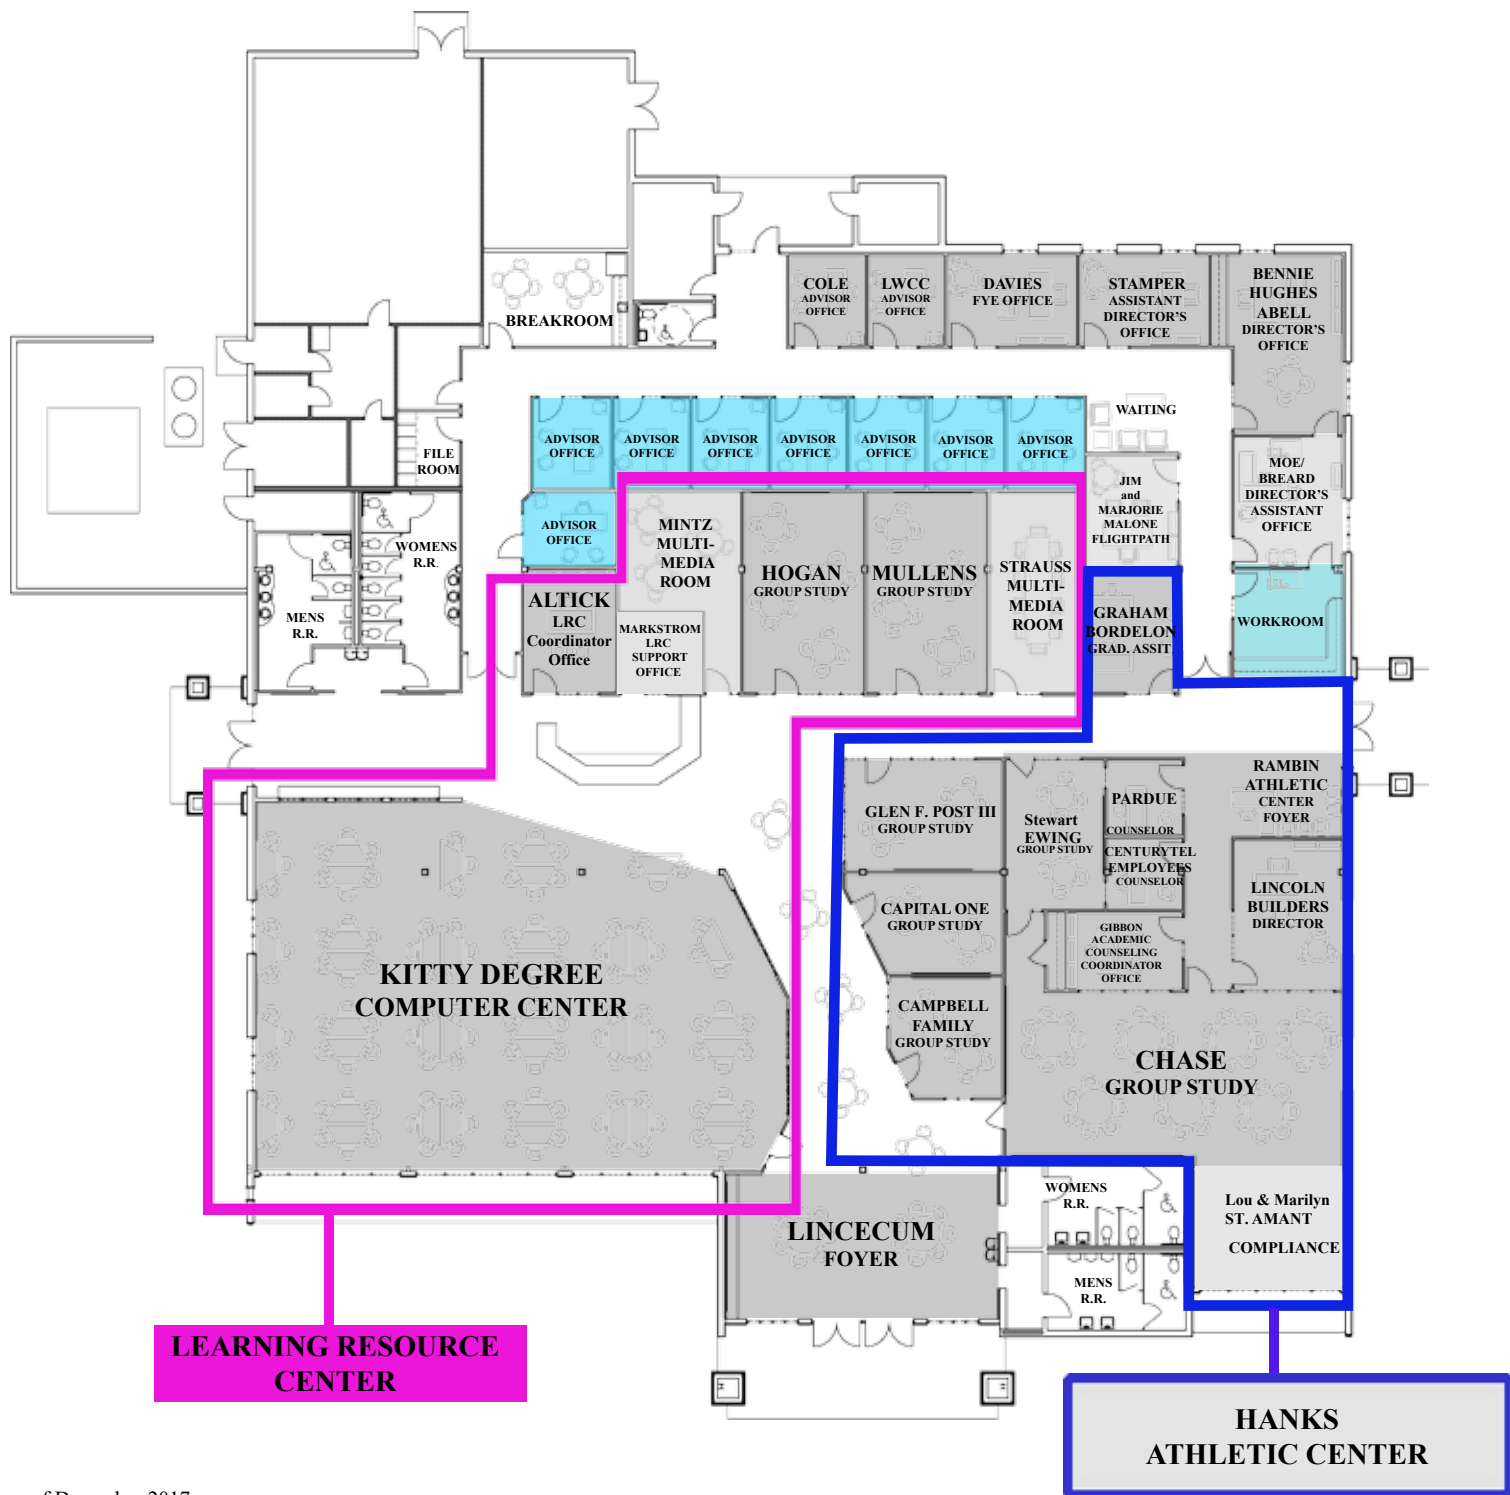 COLE
ADVISOR
OFFICE
LWCC
ADVISOR
OFFICE
DAVIES
FYE OFFICE
STAMPER
ASSISTANT
DIRECTOR'S
OFFICE
BENNIE
HUGHES
ABELL
DIRECTOR'S
OFFICE
BREAKROOM
WAITING
FILE
ROOM
ADVISOR
OFFICE
ADVISOR
OFFICE
ADVISOR
OFFICE
ADVISOR
OFFICE
ADVISOR
OFFICE
ADVISOR
OFFICE
ADVISOR
OFFICE
ADVISOR
OFFICE
JIM
and
MARJORIE
MALONE
FLIGHTPATH
MOE/
BREARD
DIRECTOR'S
ASSISTANT
OFFICE
WOMENS
R.R.
MENS
R.R.
MINTZ
MULTI-
MEDIA
ROOM
HOGAN
GROUP STUDY
MULLENS
GROUP STUDY
STRAUSS
MULTI-
MEDIA
ROOM
ALTICK
LRC
Coordinator
Office
MARKSTROM
LRC
SUPPORT
OFFICE
GRAHAM
BORDELON
GRAD. ASSIT.
WORKROOM
GLEN F. POST III
GROUP STUDY
Stewart
EWING
GROUP STUDY
PARDUE
COUNSELOR
CENTURYTEL
EMPLOYEES
COUNSELOR
RAMBIN
ATHLETIC
CENTER
FOYER
CAPITAL ONE
GROUP STUDY
GIBBON
ACADEMIC
COUNSELING
COORDINATOR
OFFICE
LINCOLN
BUILDERS
DIRECTOR
KITTY DEGREE
COMPUTER CENTER
CAMPBELL
FAMILY
GROUP STUDY
CHASE
GROUP STUDY
WOMENS
R.R.
MENS
R.R.
Lou & Marilyn
ST. AMANT
COMPLIANCE
LINCECUM
FOYER
LEARNING RESOURCE
CENTER
HANKS
ATHLETIC CENTER